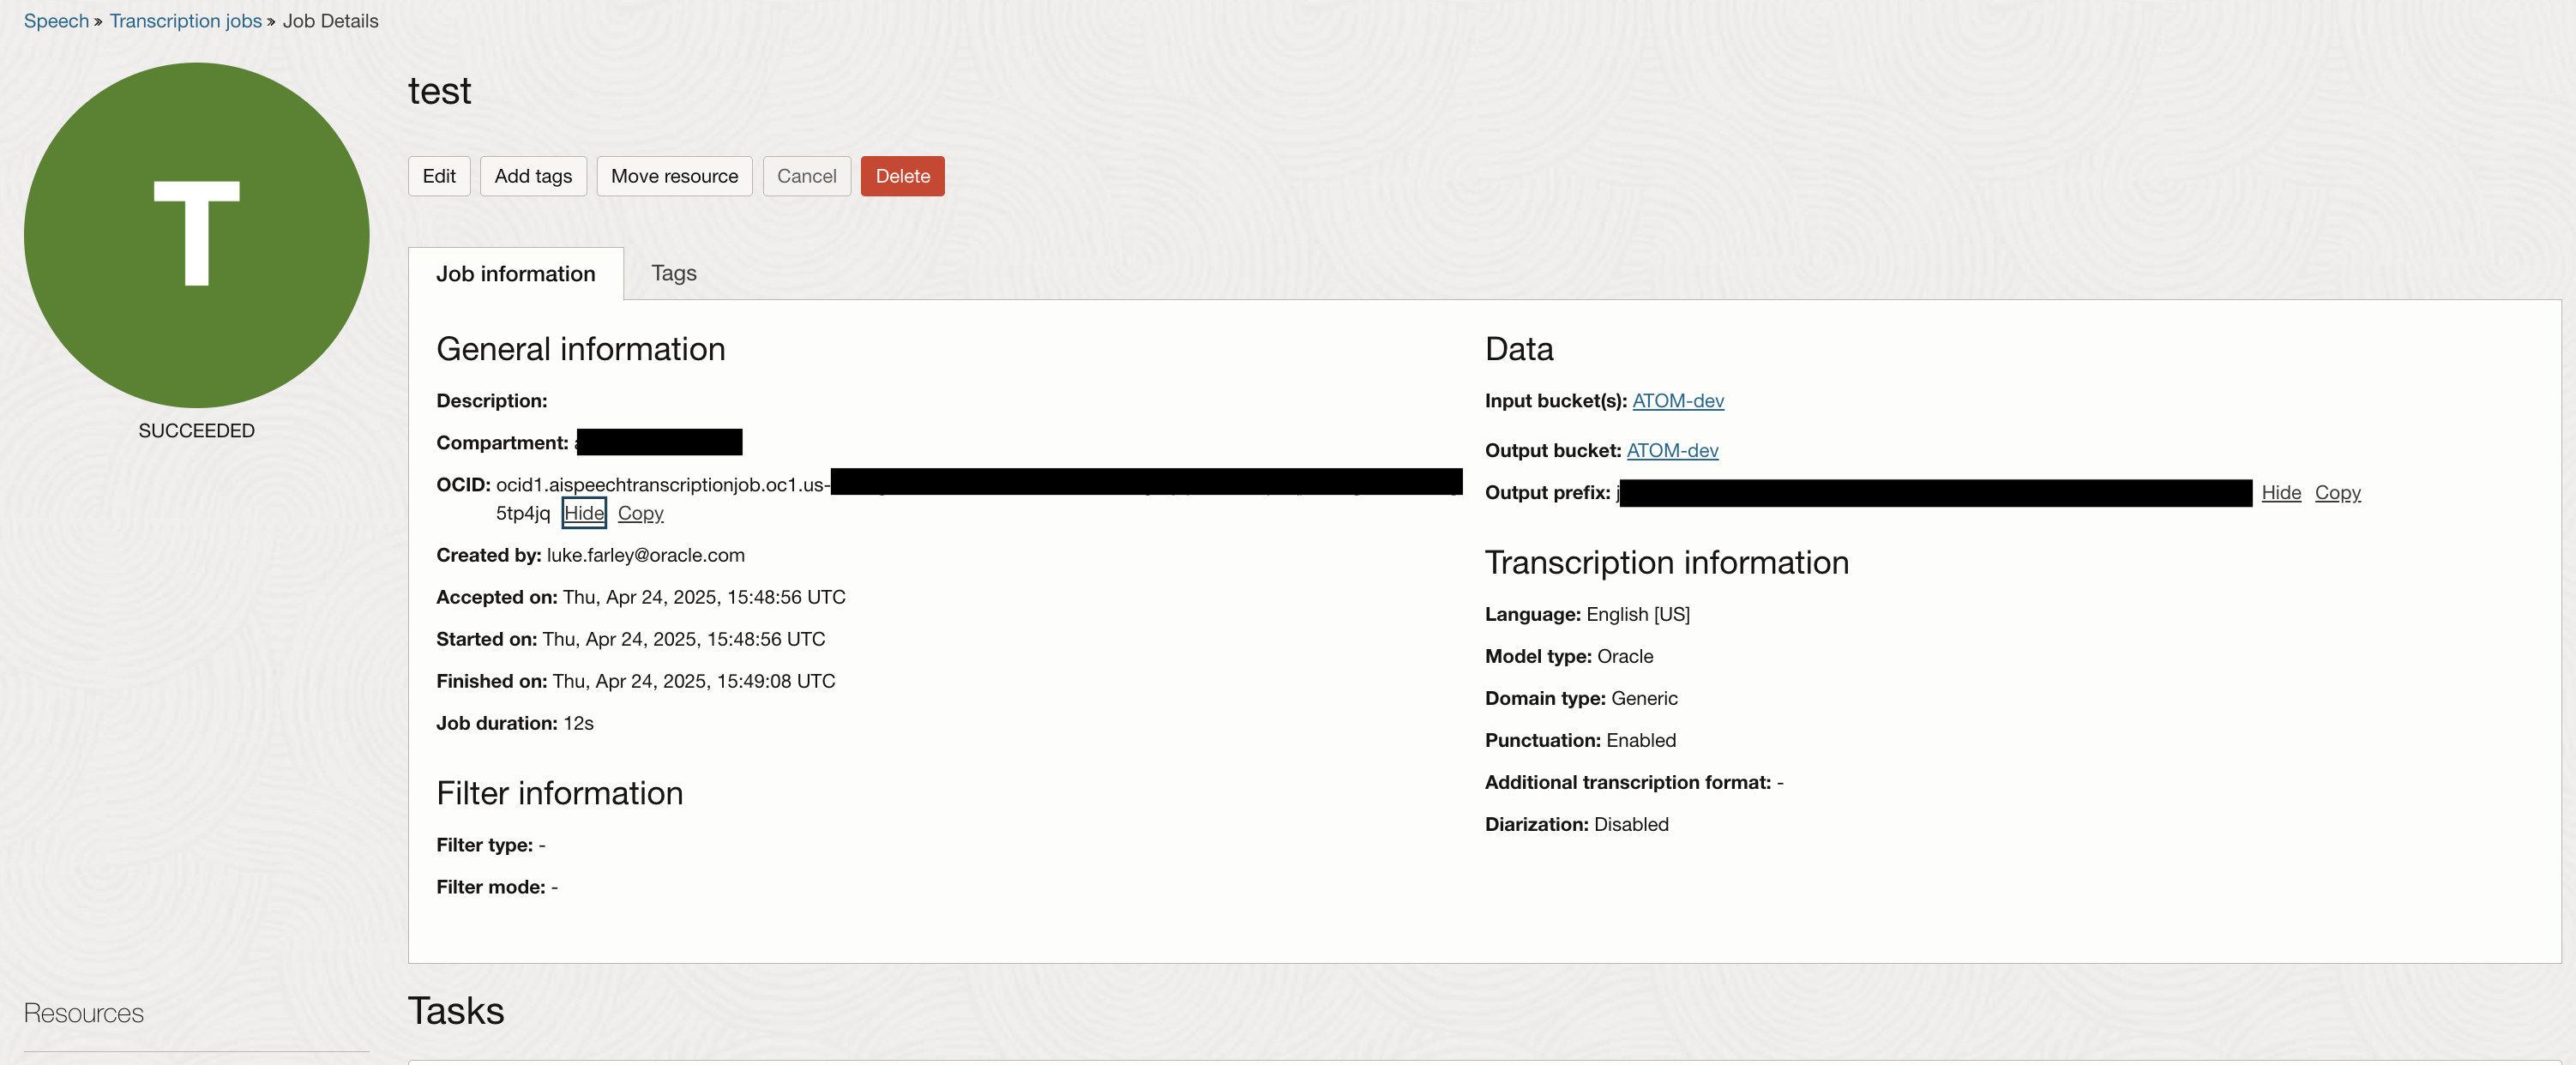 Speech » Transcription jobs » Job Details
T
SUCCEEDED
test
Edit Add tags Move resource Cancel Delete
Job information Tags
General information
Description:
Compartment:
OCID: ocid1.aispeechtranscriptionjob.oc1.us-
5tp4jq Hide Copy
Created by: luke.farley@oracle.com
Accepted on: Thu, Apr 24, 2025, 15:48:56 UTC
Started on: Thu, Apr 24, 2025, 15:48:56 UTC
Finished on: Thu, Apr 24, 2025, 15:49:08 UTC
Job duration: 12s
Filter information
Filter type: -
Filter mode: -
Data
Input bucket(s): ATOM-dev
Output bucket: ATOM-dev
Output prefix: j Hide Copy
Transcription information
Language: English [US]
Model type: Oracle
Domain type: Generic
Punctuation: Enabled
Additional transcription format: -
Diarization: Disabled
Resources
Tasks